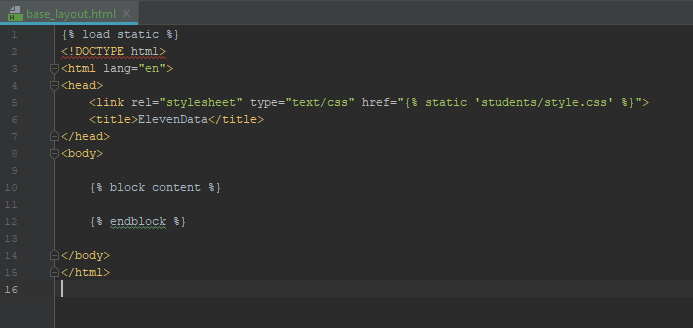 base_layout.html
1 {% load static %}
2 <!DOCTYPE html>
3 <html lang="en">
4 <head>
5     <link rel="stylesheet" type="text/css" href="{% static 'students/style.css' %}">
6     <title>ElevenData</title>
7 </head>
8 <body>
9
10     {% block content %}
11
12     {% endblock %}
13
14 </body>
15 </html>
16